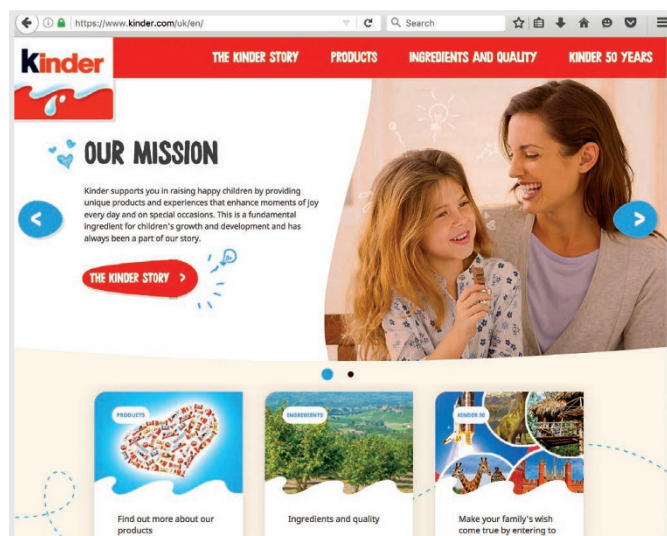 https://www.kinder.com/uk/en/
Search
Kinder
THE KINDER STORY
PRODUCTS
INGREDIENTS AND QUALITY
KINDER 50 YEARS
OUR MISSION
Kinder supports you in raising happy children by providing
unique products and experiences that enhance moments of joy
every day and on special occasions. This is a fundamental
ingredient for children's growth and development and has
always been a part of our story.
THE KINDER STORY >
PRODUCTS
INGREDIENTS
KINDER 50
Find out more about our
products
Ingredients and quality
Make your family's wish
come true by entering to